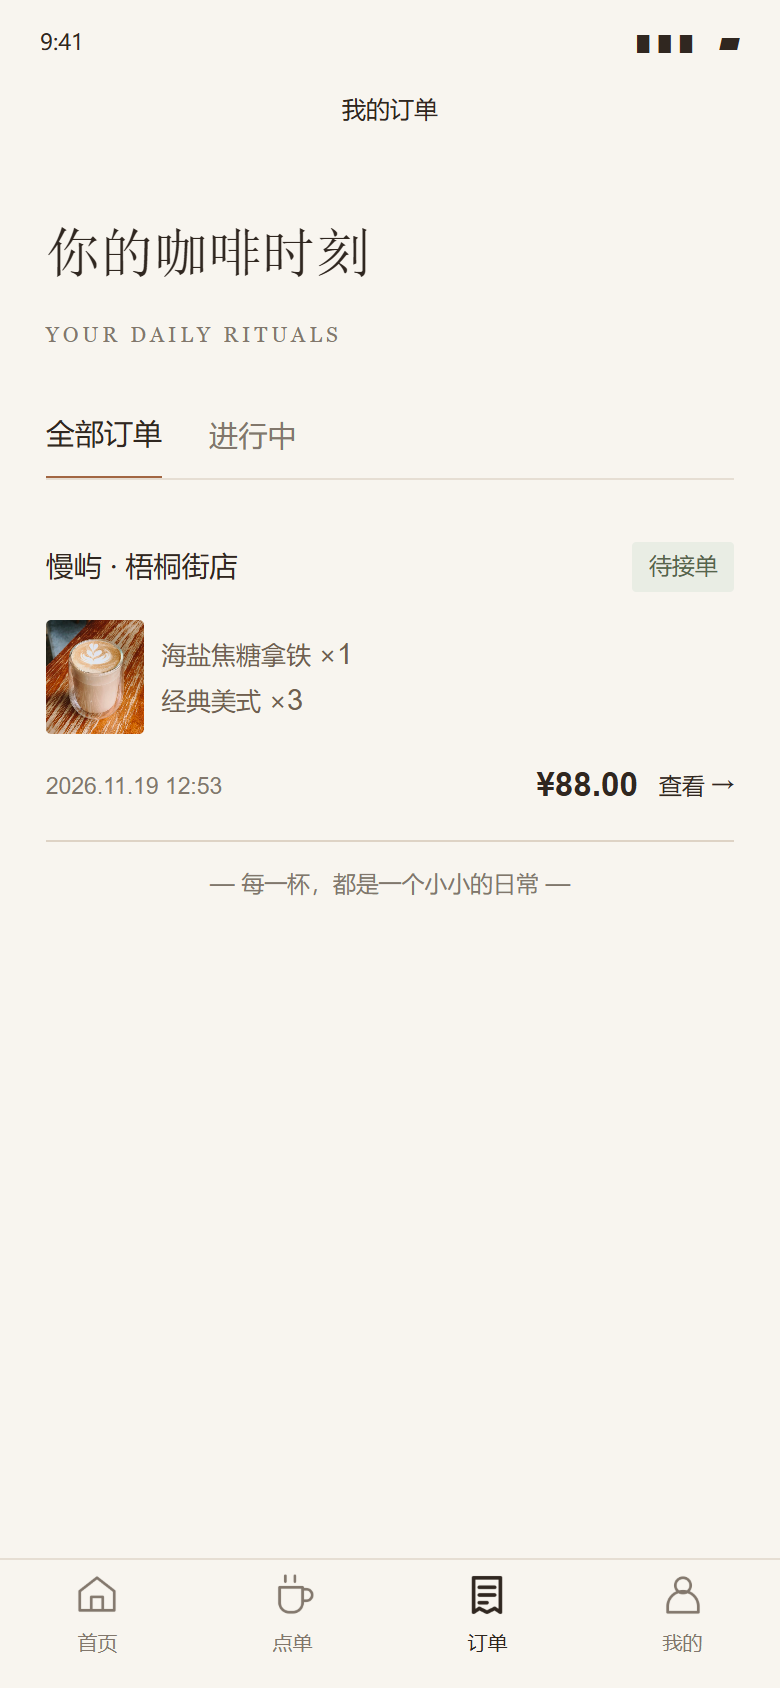 9:41
我的订单
你的咖啡时刻
YOUR DAILY RITUALS
全部订单 进行中
慢屿 · 梧桐街店 待接单
海盐焦糖拿铁 ×1
经典美式 ×3
2026.11.19 12:53 ¥88.00 查看 →
— 每一杯，都是一个小小的日常 —
首页 点单 订单 我的